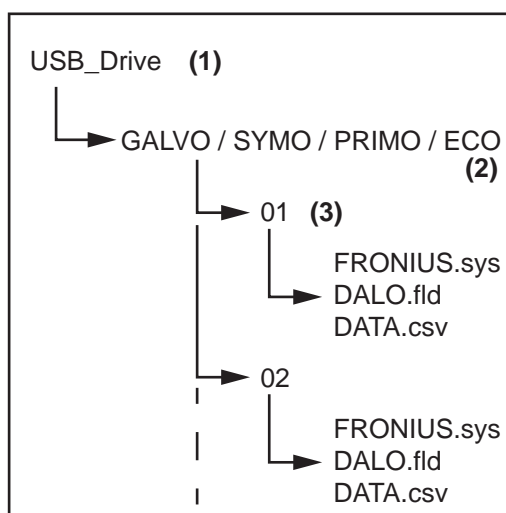 USB_Drive (1)
GALVO / SYMO / PRIMO / ECO
(2)
01 (3)
FRONIUS.sys
DALO.fld
DATA.csv
02
FRONIUS.sys
DALO.fld
DATA.csv